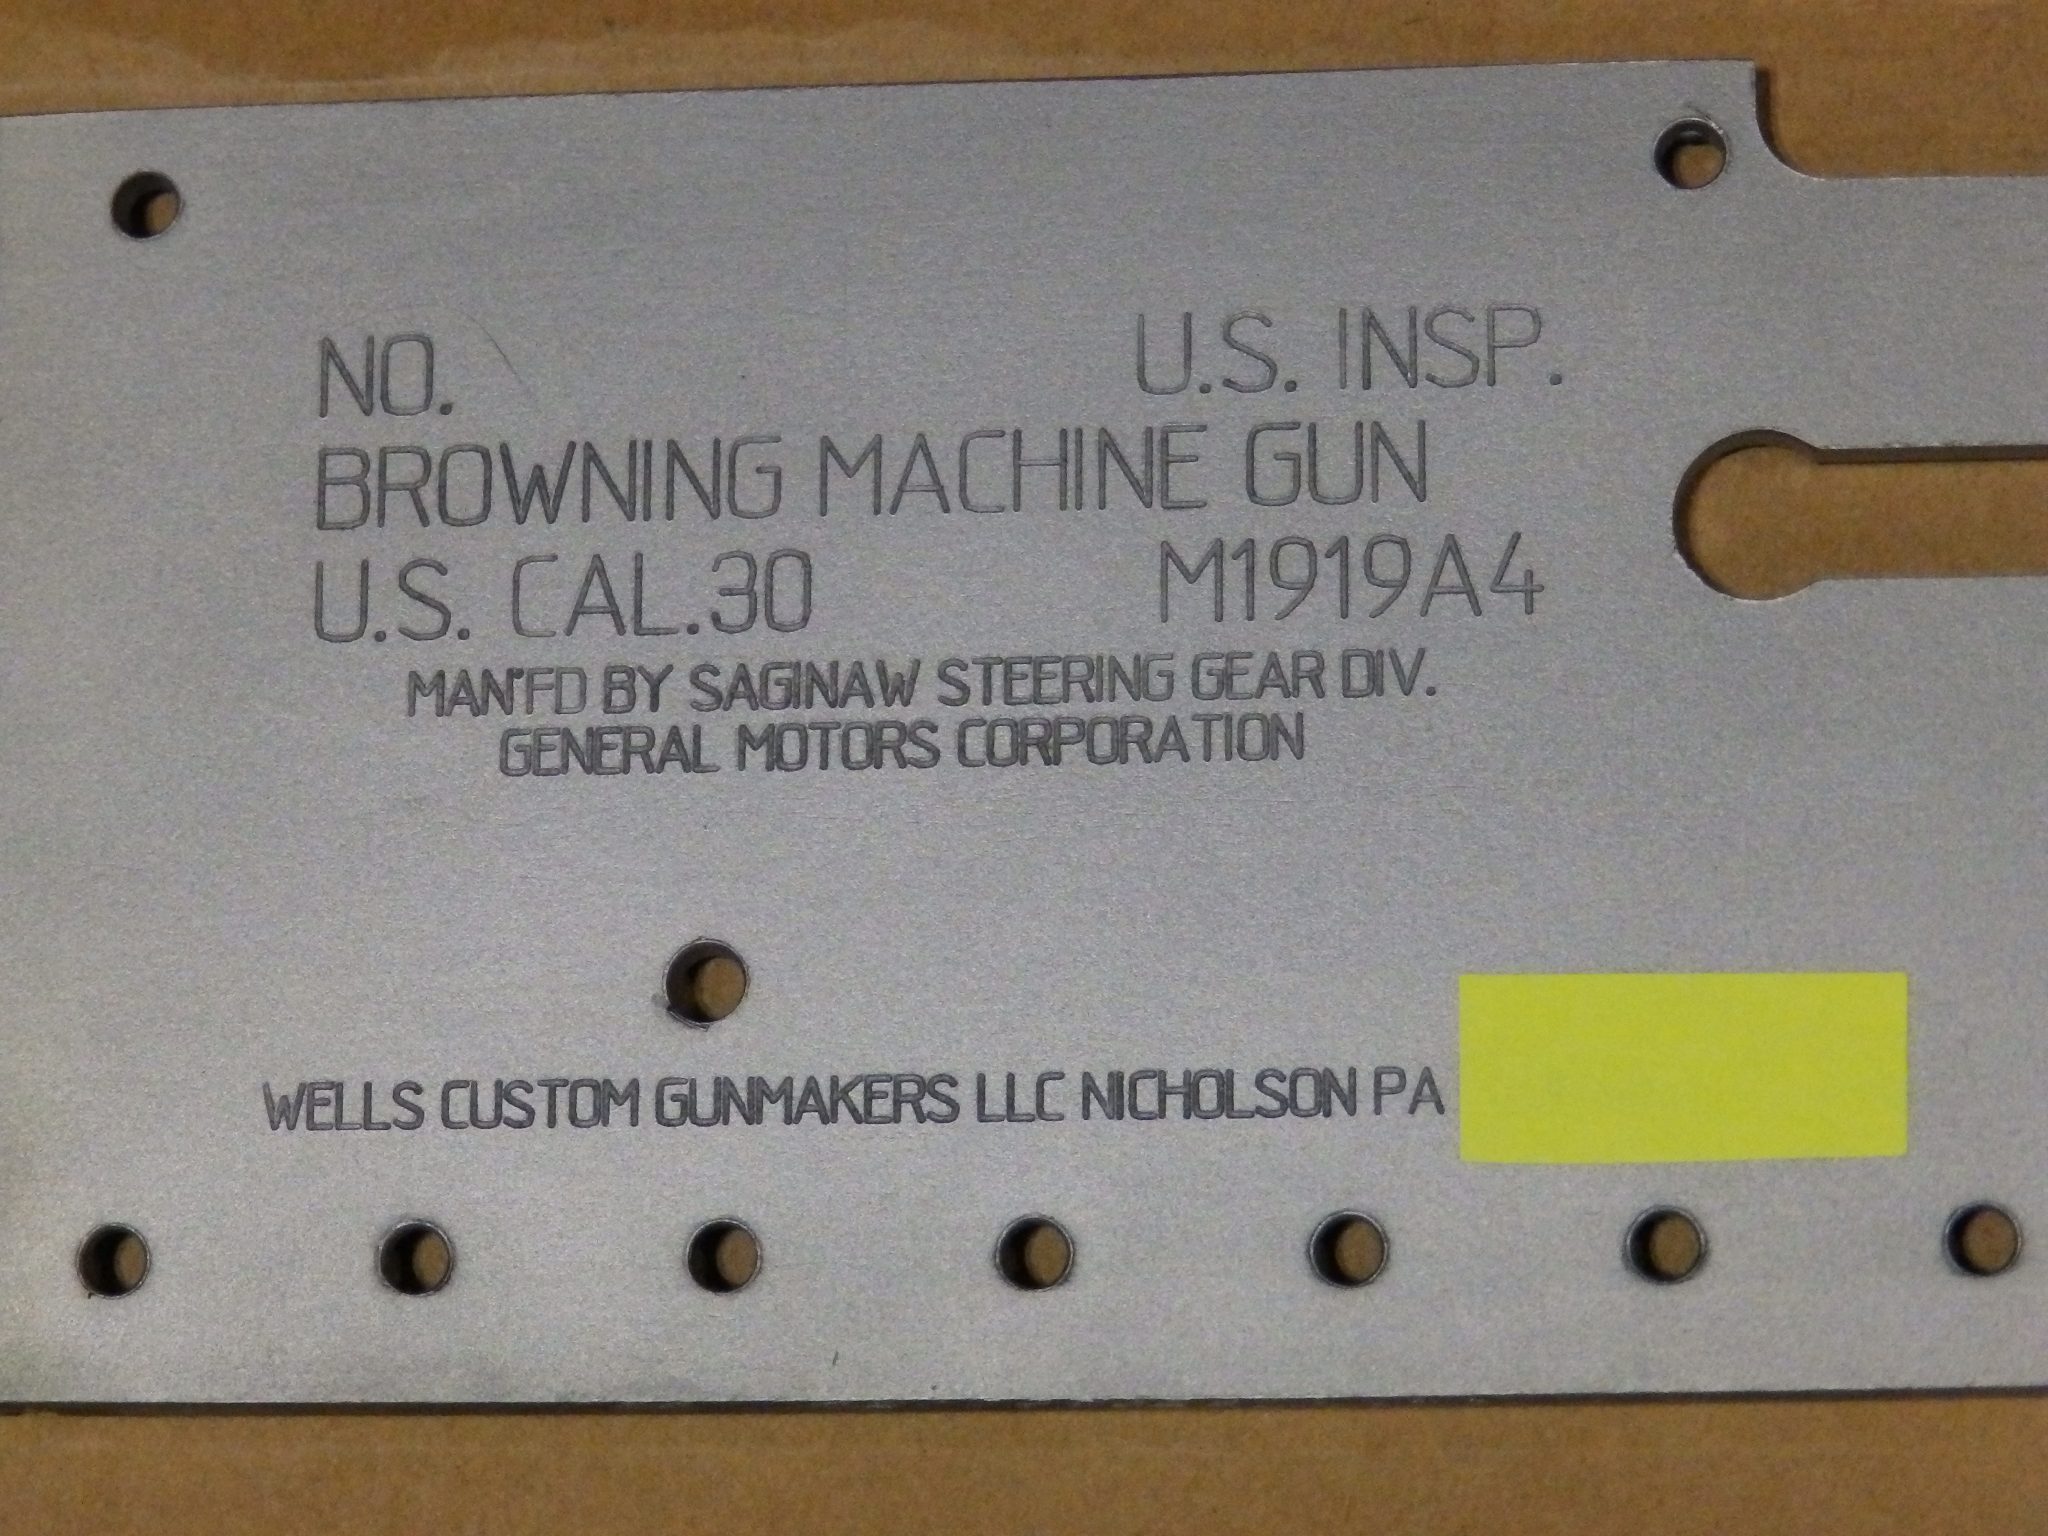 NO. U.S. INSP.
BROWNING MACHINE GUN
U.S. CAL.30 M1919A4
MAN'FD BY SAGINAW STEERING GEAR DIV.
GENERAL MOTORS CORPORATION
WELLS CUSTOM GUNMAKERS LLC NICHOLSON PA